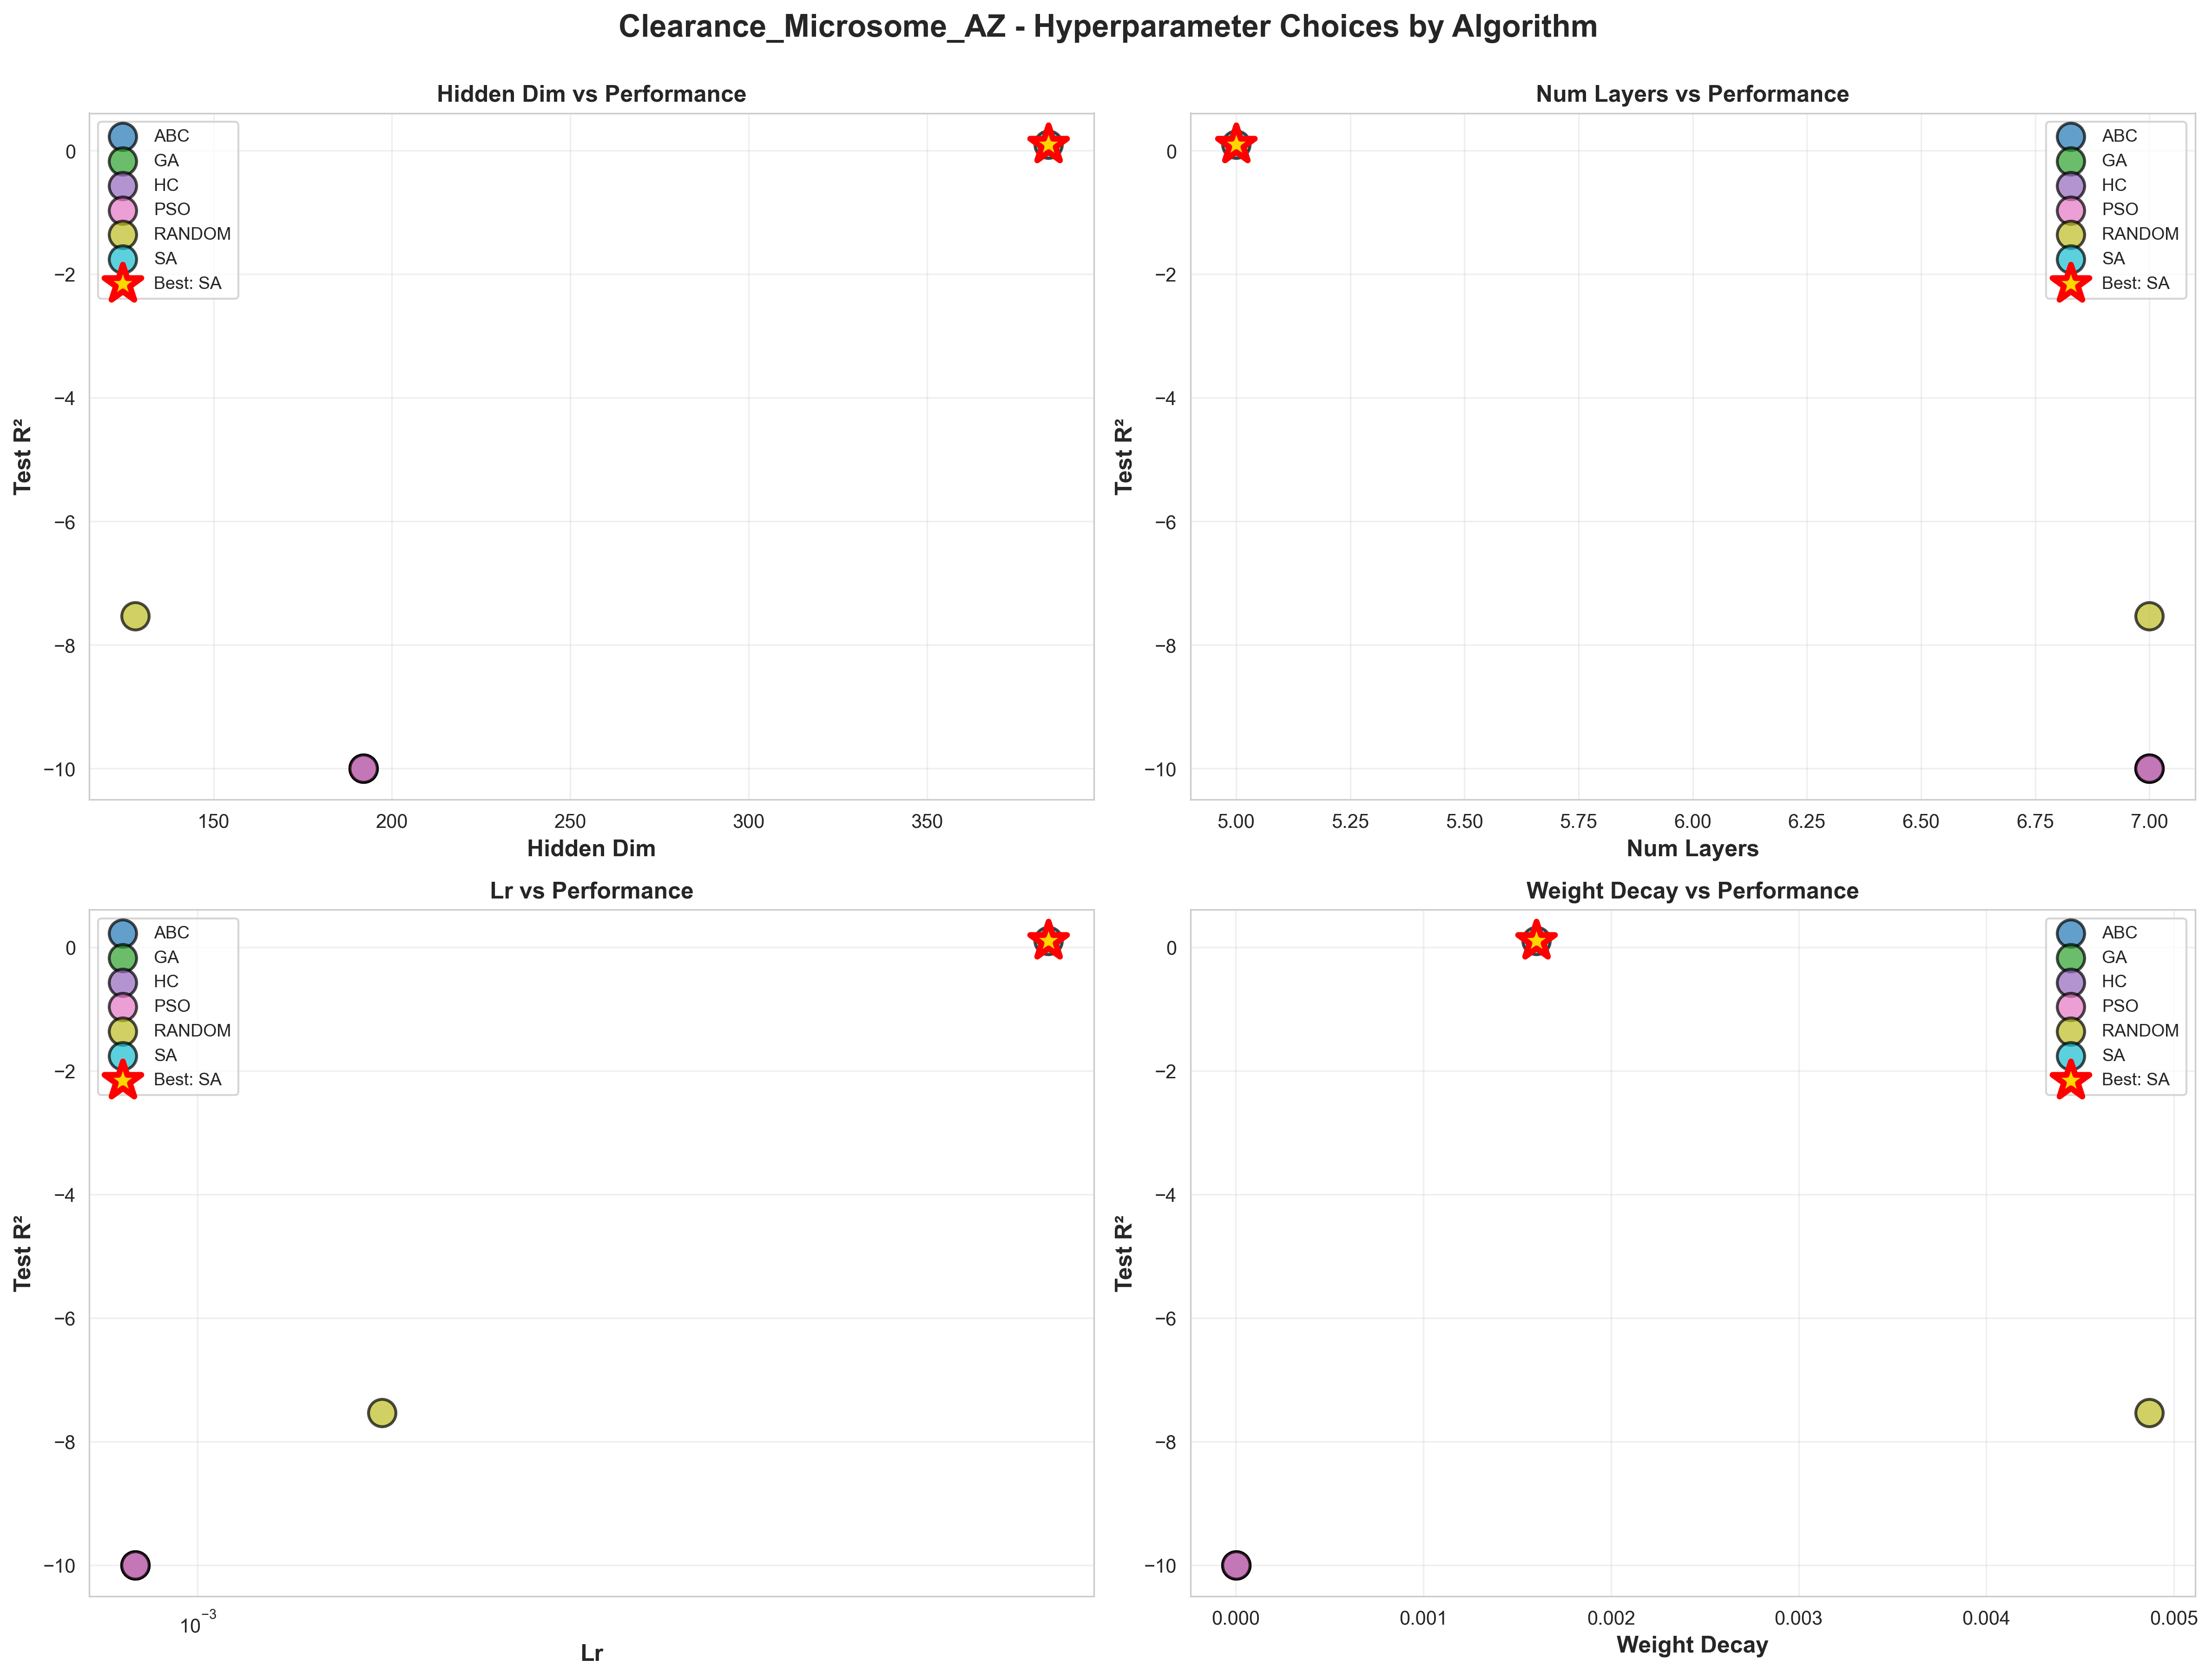 Clearance_Microsome_AZ - Hyperparameter Choices by Algorithm
Hidden Dim vs Performance
ABC
GA
HC
PSO
RANDOM
SA
Best: SA
0
−2
−4
−6
−8
−10
Test R²
150
200
250
300
350
Hidden Dim
Num Layers vs Performance
ABC
GA
HC
PSO
RANDOM
SA
Best: SA
0
−2
−4
−6
−8
−10
Test R²
5.00
5.25
5.50
5.75
6.00
6.25
6.50
6.75
7.00
Num Layers
Lr vs Performance
ABC
GA
HC
PSO
RANDOM
SA
Best: SA
0
−2
−4
−6
−8
−10
Test R²
10⁻³
Lr
Weight Decay vs Performance
ABC
GA
HC
PSO
RANDOM
SA
Best: SA
0
−2
−4
−6
−8
−10
Test R²
0.000
0.001
0.002
0.003
0.004
0.005
Weight Decay